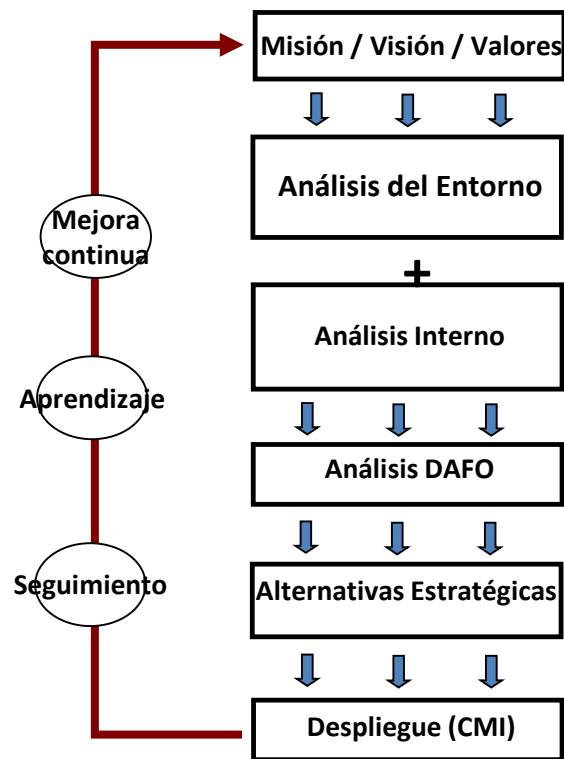 Misión / Visión / Valores
Análisis del Entorno
+
Análisis Interno
Análisis DAFO
Alternativas Estratégicas
Despliegue (CMI)
Mejora
continua
Aprendizaje
Seguimiento